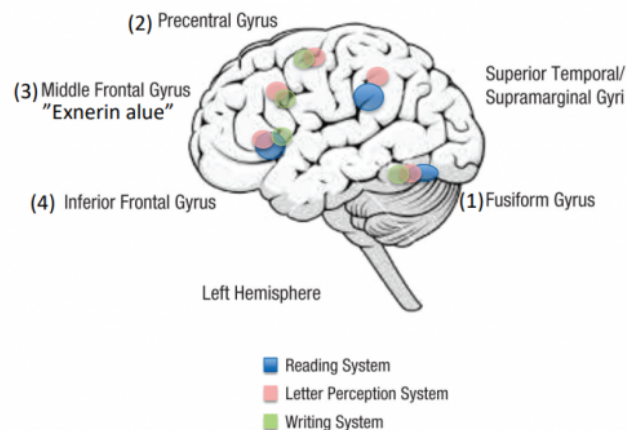 (2) Precentral Gyrus
(3) Middle Frontal Gyrus
”Exnerin alue”
Superior Temporal/
Supramarginal Gyri
(4) Inferior Frontal Gyrus
(1) Fusiform Gyrus
Left Hemisphere
Reading System
Letter Perception System
Writing System